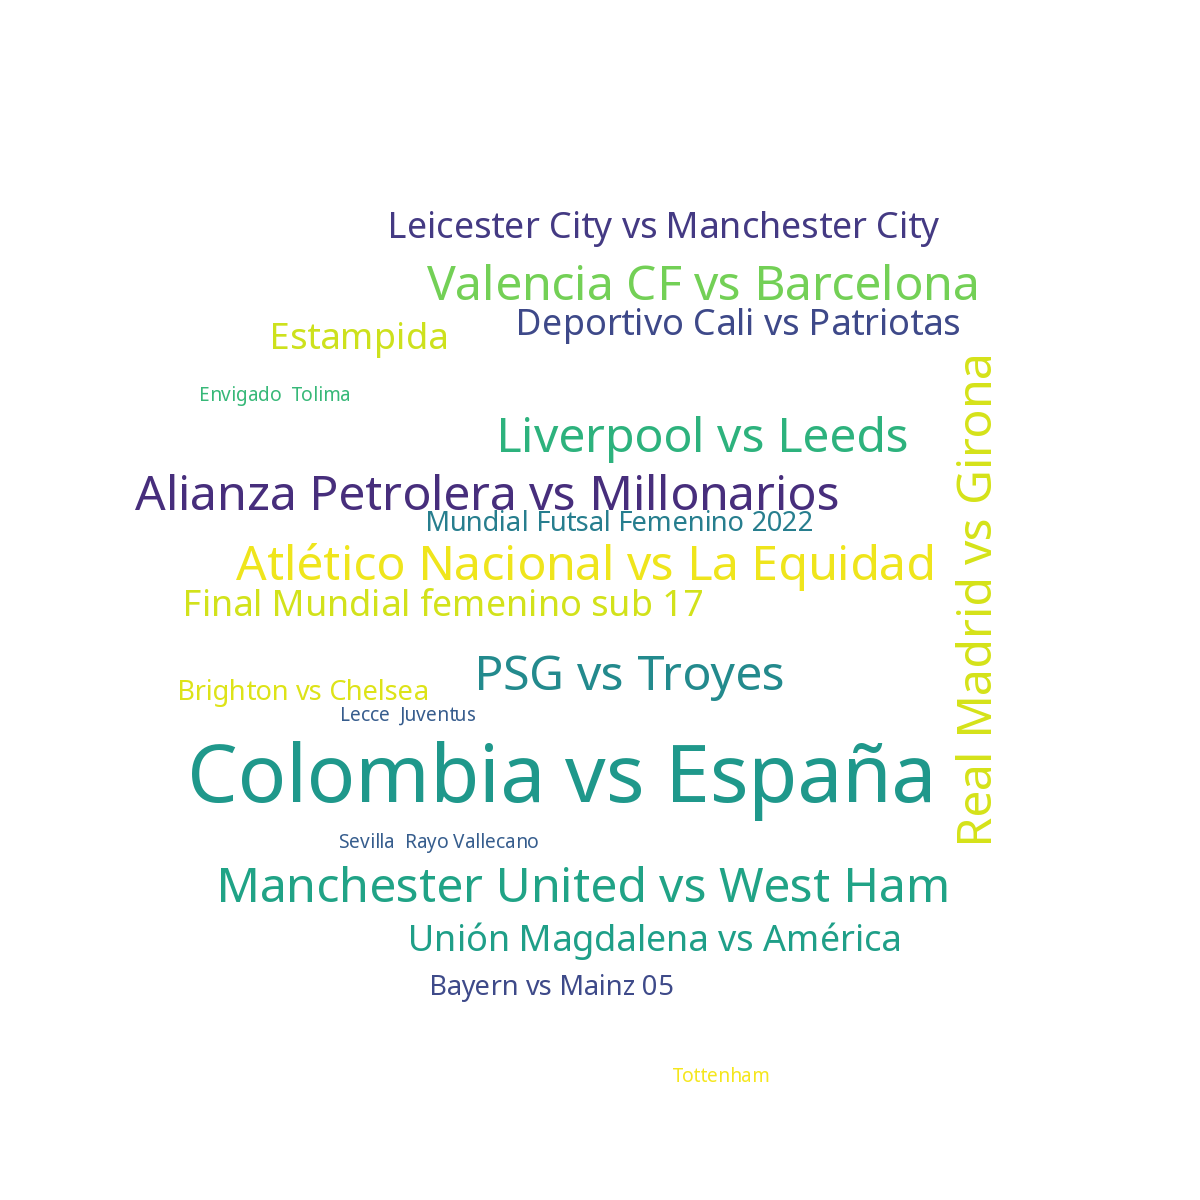 Leicester City vs Manchester City
Valencia CF vs Barcelona
Deportivo Cali vs Patriotas
Estampida
Envigado Tolima
Real Madrid vs Girona
Liverpool vs Leeds
Alianza Petrolera vs Millonarios
Mundial Futsal Femenino 2022
Atlético Nacional vs La Equidad
Final Mundial femenino sub 17
PSG vs Troyes
Brighton vs Chelsea
Lecce Juventus
Colombia vs España
Sevilla Rayo Vallecano
Manchester United vs West Ham
Unión Magdalena vs América
Bayern vs Mainz 05
Tottenham